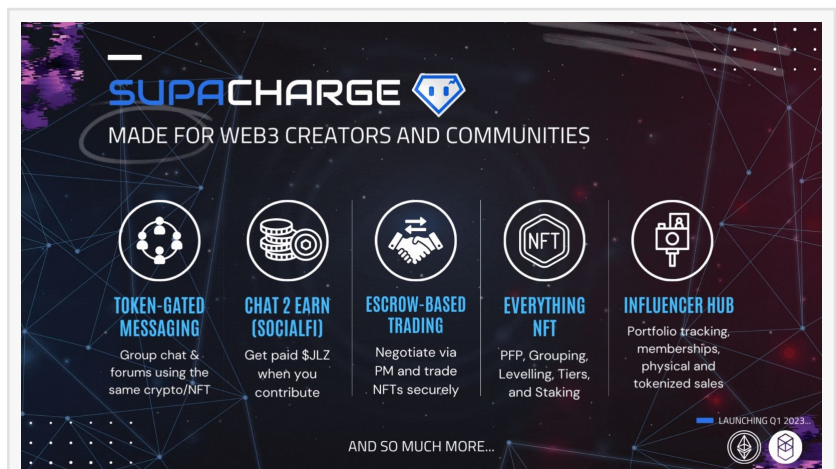 SUPACHARGE
MADE FOR WEB3 CREATORS AND COMMUNITIES
TOKEN-GATED
MESSAGING
Group chat &
forums using the
same crypto/NFT
CHAT 2 EARN
(SOCIALFI)
Get paid $JLZ
when you
contribute
ESCROW-BASED
TRADING
Negotiate via
PM and trade
NFTs securely
NFT
EVERYTHING
NFT
PFP, Grouping,
Levelling, Tiers,
and Staking
INFLUENCER HUB
Portfolio tracking,
memberships,
physical and
tokenized sales
LAUNCHING Q1 2023...
AND SO MUCH MORE...